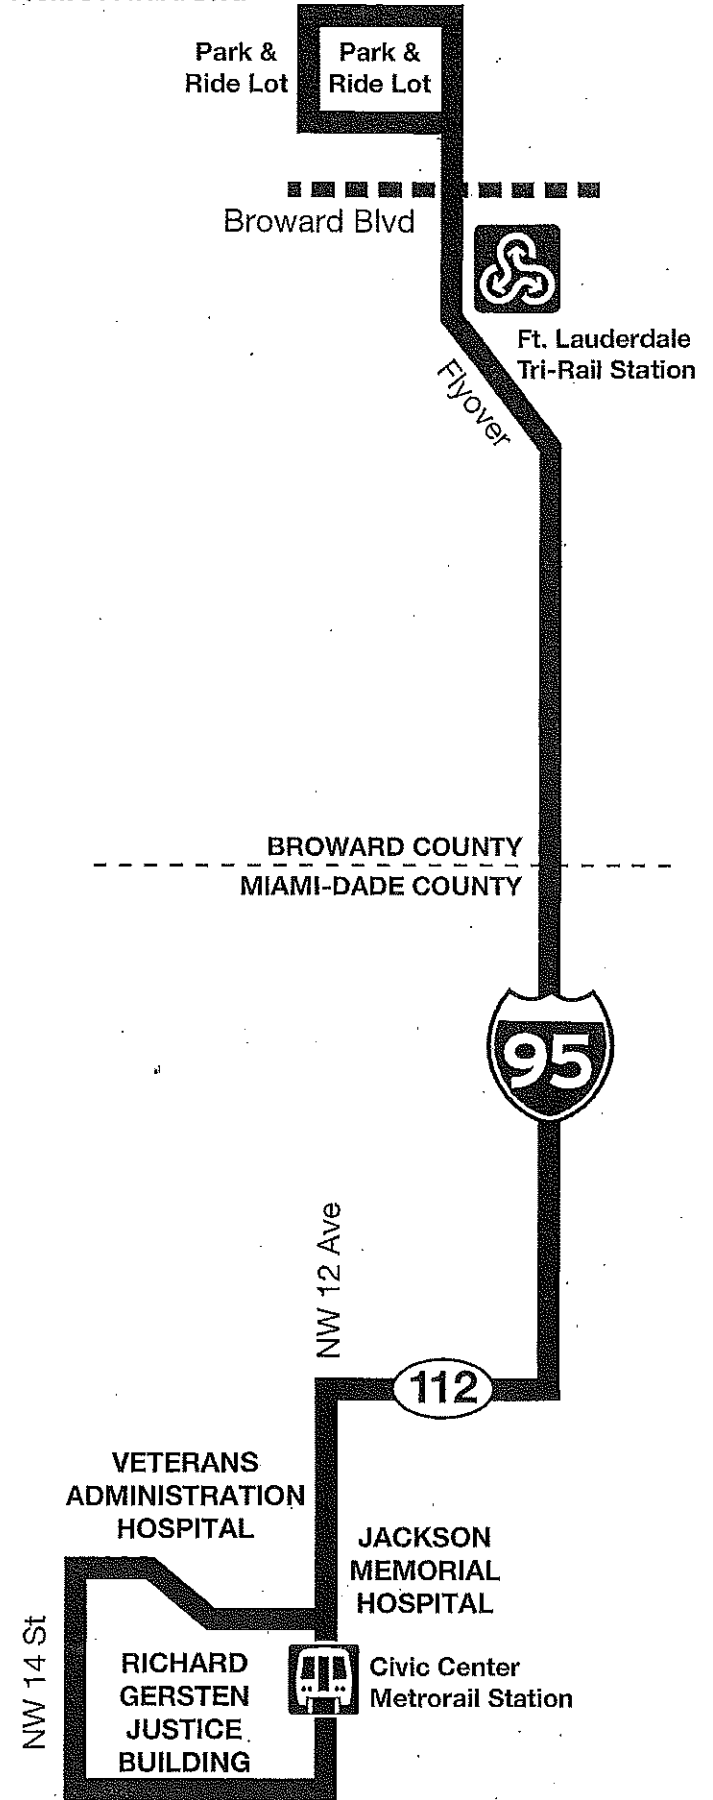 Park &
Ride Lot
Park &
Ride Lot
Broward Blvd
Ft. Lauderdale
Tri-Rail Station
Flyover
BROWARD COUNTY
MIAMI-DADE COUNTY
95
NW 12 Ave
112
VETERANS
ADMINISTRATION
HOSPITAL
JACKSON
MEMORIAL
HOSPITAL
NW 14 St
RICHARD
GERSTEN
JUSTICE
BUILDING
Civic Center
Metrorail Station